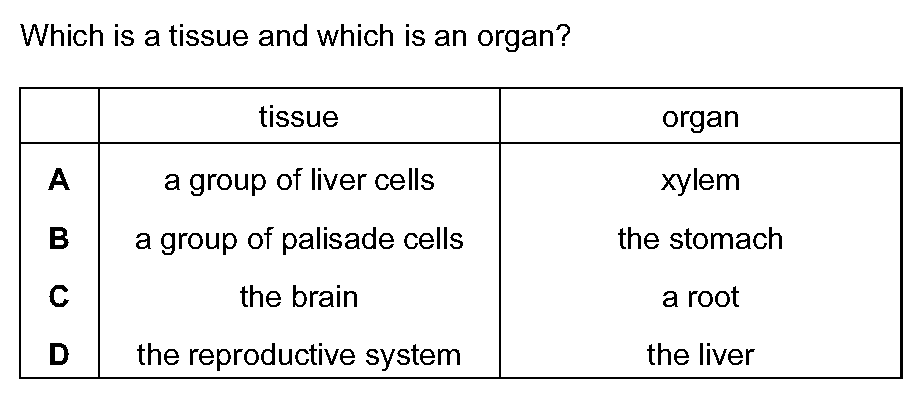 Which is a tissue and which is an organ?
tissue organ
A a group of liver cells xylem
B a group of palisade cells the stomach
C the brain a root
D the reproductive system the liver